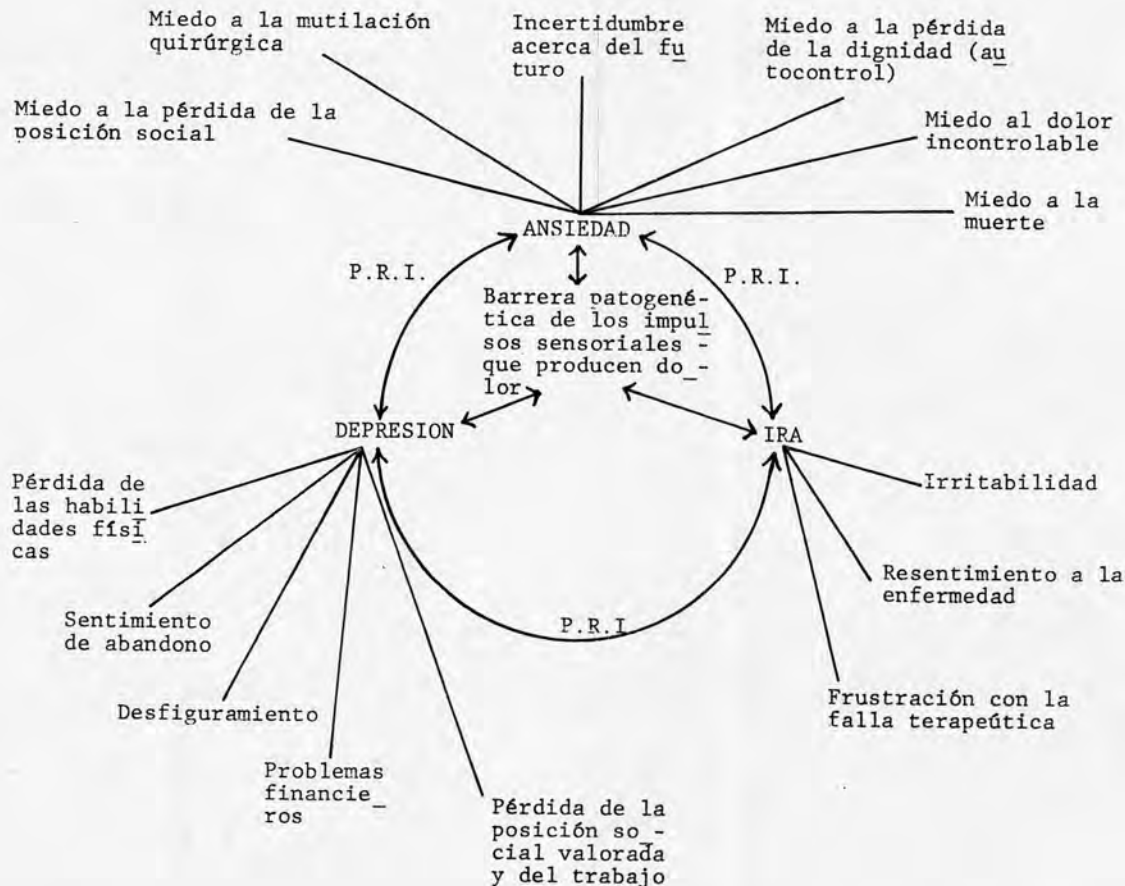 Miedo a la mutilación
quirúrgica
Incertidumbre
acerca del fu
turo
Miedo a la pérdida
de la dignidad (au
tocontrol)
Miedo a la pérdida de la
posición social
Miedo al dolor
incontrolable
Miedo a la
muerte
ANSIEDAD
P.R.I.
P.R.I.
Barrera patogené-
tica de los impul
sos sensoriales -
que producen do_-
lor
DEPRESION
IRA
Pérdida de
las habili
dades físi
cas
Irritabilidad
Sentimiento
de abandono
P.R.I
Resentimiento a la
enfermedad
Desfiguramiento
Frustración con la
falla terapeútica
Problemas
financie_
ros
Pérdida de la
posición so_-
cial valorada
y del trabajo